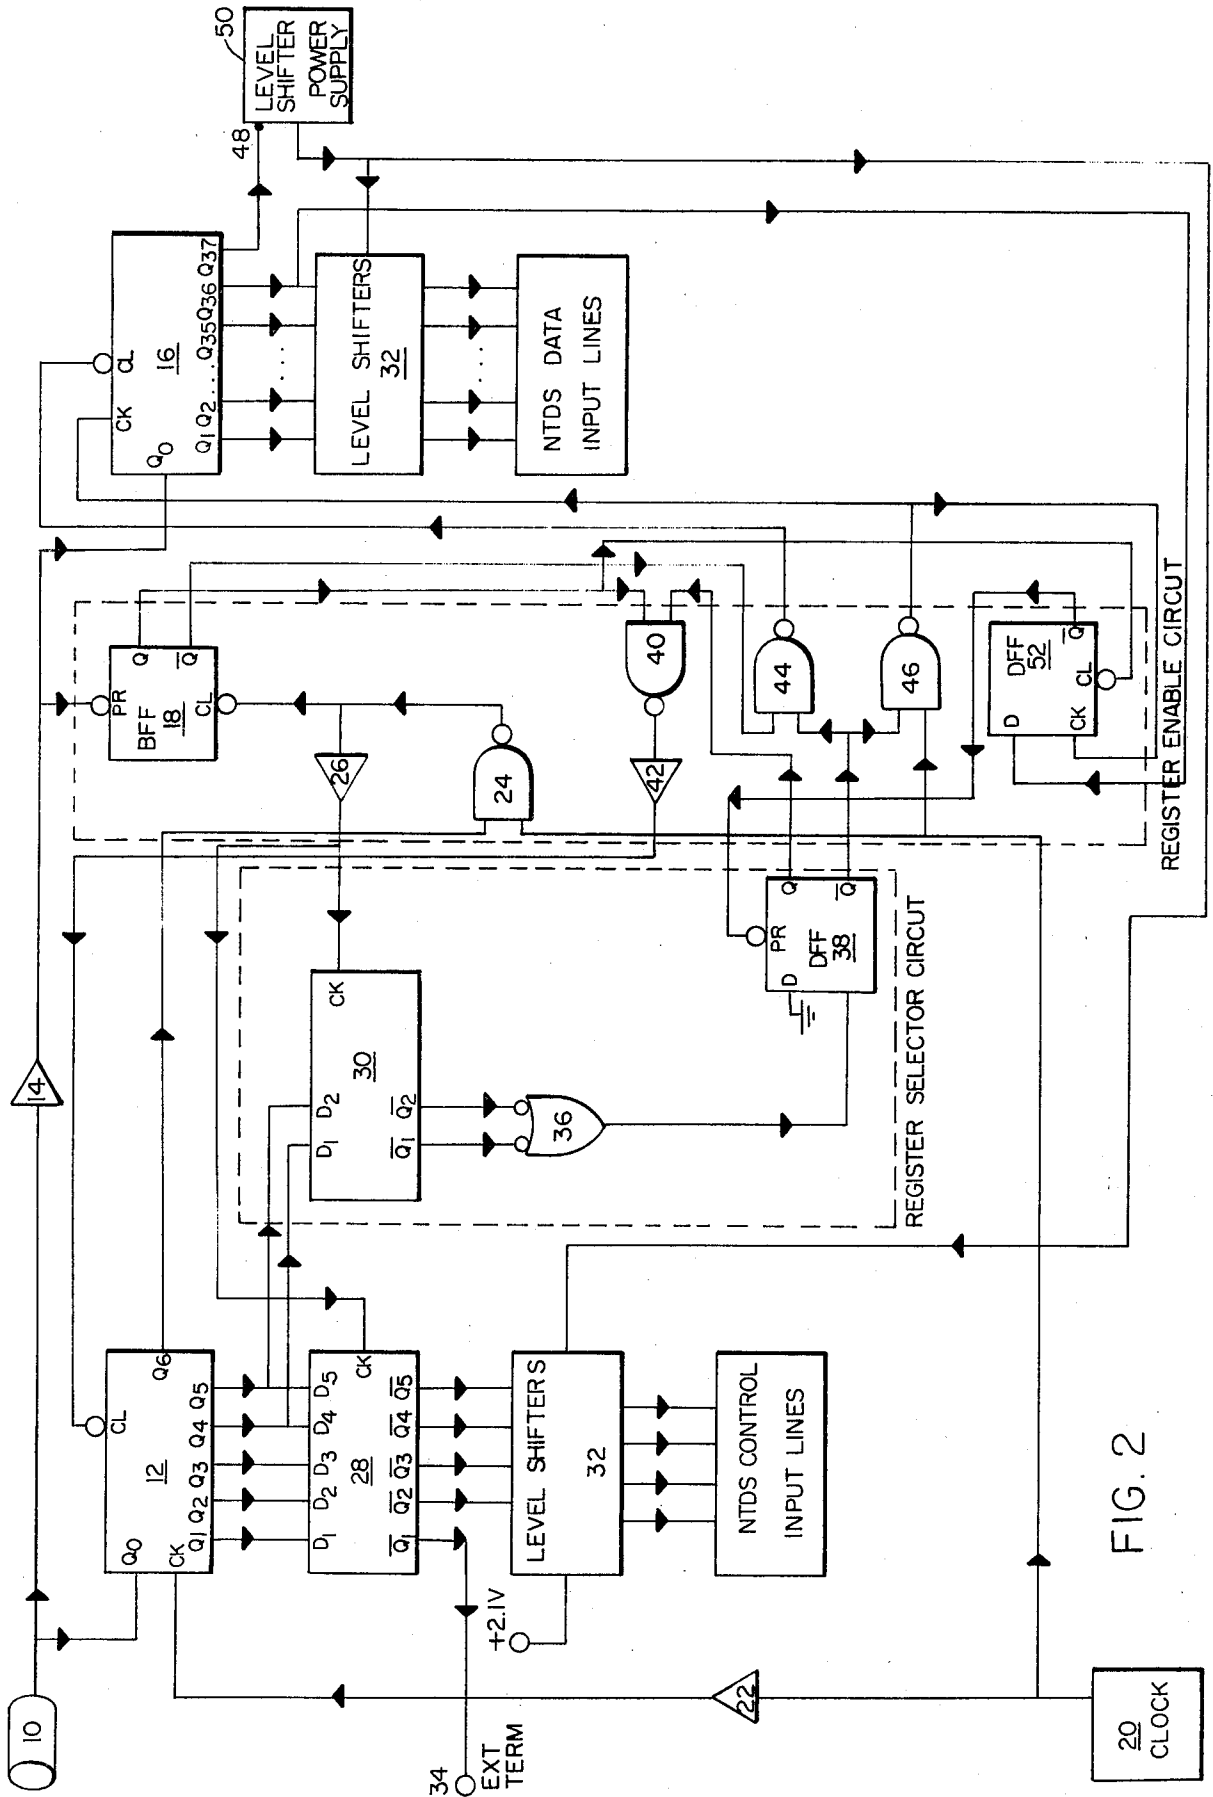 10
14
Q0
CK
CL
12
Q6
Q1 Q2 Q3 Q4 Q5
D1 D2 D3 D4 D5
28
CK
Q̅1 Q̅2 Q̅3 Q̅4 Q̅5
34
EXT
TERM
+2.1V
LEVEL SHIFTERS
32
NTDS CONTROL
INPUT LINES
22
20
CLOCK
D1 D2
CK
30
Q̅1 Q̅2
36
D
PR
Q
DFF
38
Q̅
REGISTER SELECTOR CIRCUT
PR
Q
BFF
18
Q̅
CL
26
24
42
40
44
46
D
DFF
52
Q̅
CK
CL
REGISTER ENABLE CIRCUT
Q0
CK
CL
16
Q1 Q2 ... Q35 Q36 Q37
....
LEVEL SHIFTERS
32
....
NTDS DATA
INPUT LINES
48
50
LEVEL
SHIFTER
POWER
SUPPLY
FIG. 2